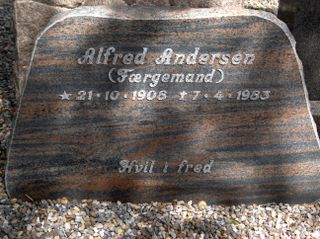 Alfred Andersen
(Færgemand)
★ 21·10·1908 † 7·4·1983
Hvil i fred